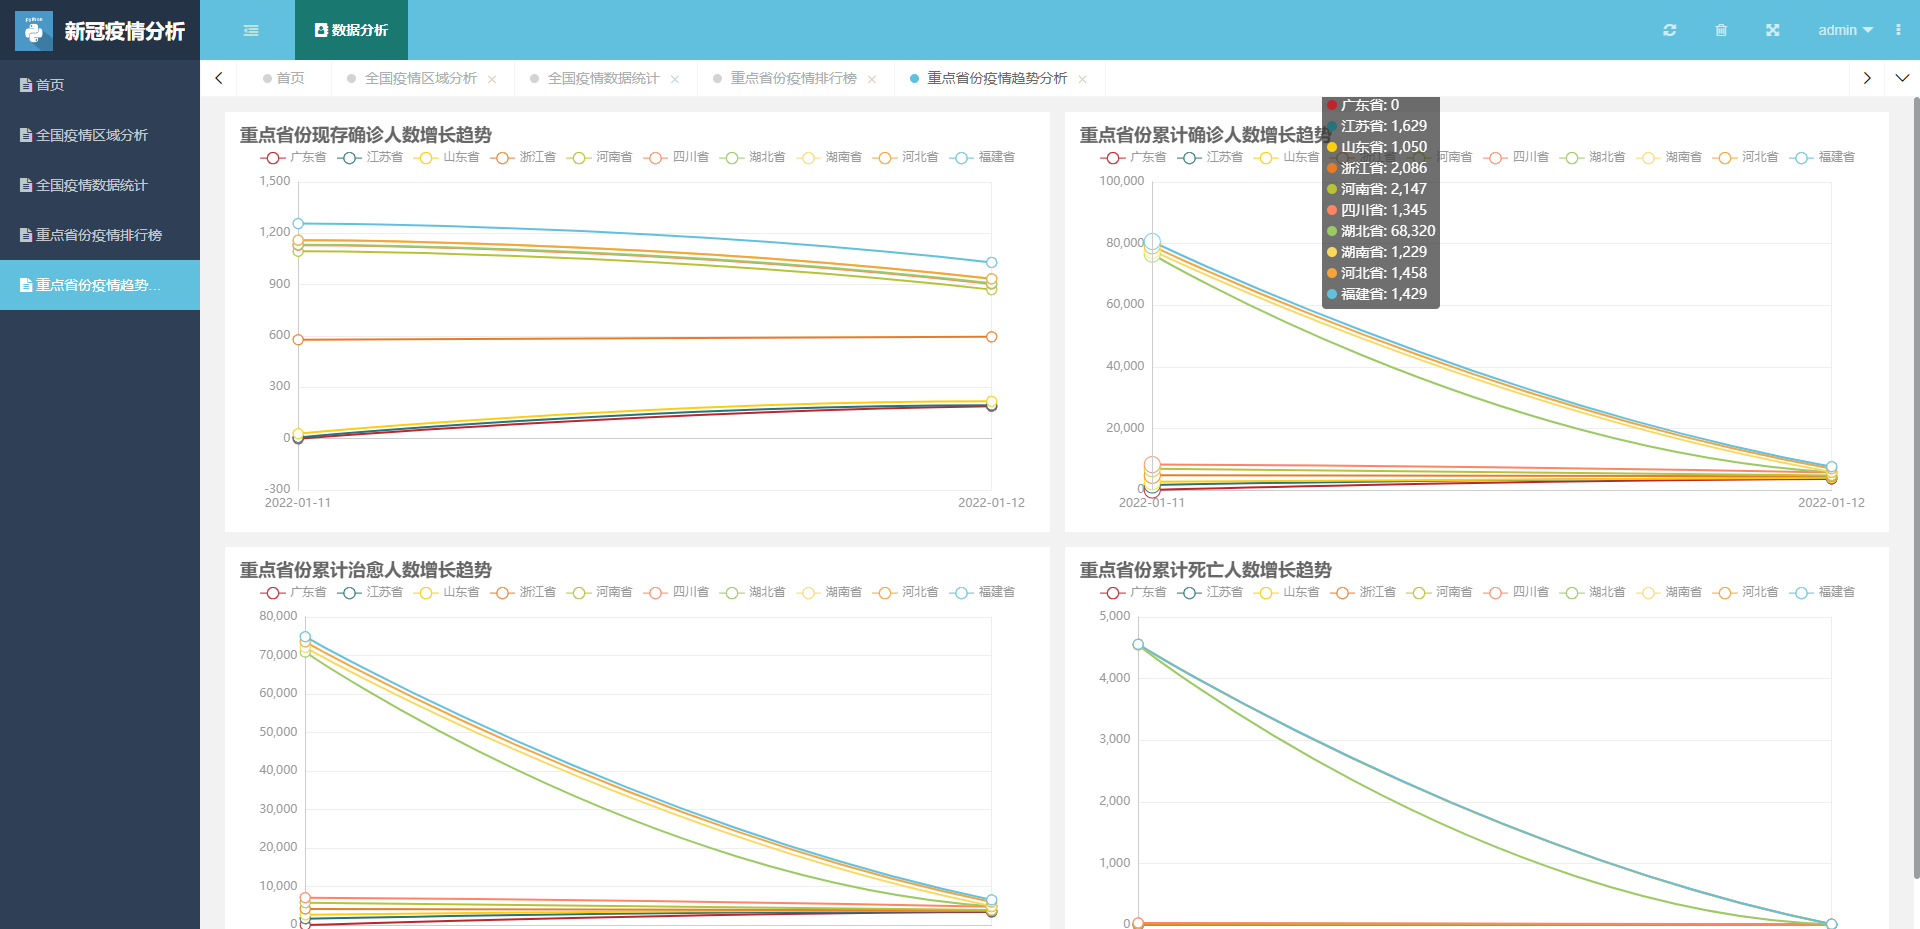 python
新冠疫情分析
数据分析
admin
首页
全国疫情区域分析
全国疫情数据统计
重点省份疫情排行榜
重点省份疫情趋势...
首页
全国疫情区域分析
全国疫情数据统计
重点省份疫情排行榜
重点省份疫情趋势分析
重点省份现存确诊人数增长趋势
广东省 江苏省 山东省 浙江省 河南省 四川省 湖北省 湖南省 河北省 福建省
1,500
1,200
900
600
300
0
-300
2022-01-11 2022-01-12
重点省份累计确诊人数增长趋势
广东省 江苏省 山东省 河南省 四川省 湖北省 湖南省 河北省 福建省
广东省: 0
江苏省: 1,629
山东省: 1,050
浙江省: 2,086
河南省: 2,147
四川省: 1,345
湖北省: 68,320
湖南省: 1,229
河北省: 1,458
福建省: 1,429
100,000
80,000
60,000
40,000
20,000
0
2022-01-11 2022-01-12
重点省份累计治愈人数增长趋势
广东省 江苏省 山东省 浙江省 河南省 四川省 湖北省 湖南省 河北省 福建省
80,000
70,000
60,000
50,000
40,000
30,000
20,000
10,000
0
重点省份累计死亡人数增长趋势
广东省 江苏省 山东省 浙江省 河南省 四川省 湖北省 湖南省 河北省 福建省
5,000
4,000
3,000
2,000
1,000
0